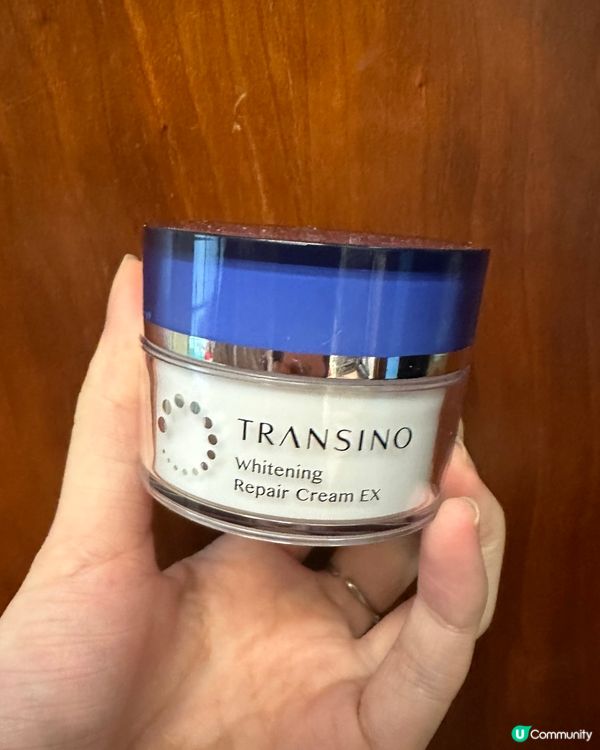 TRANSINO
Whitening
Repair Cream EX
U Community